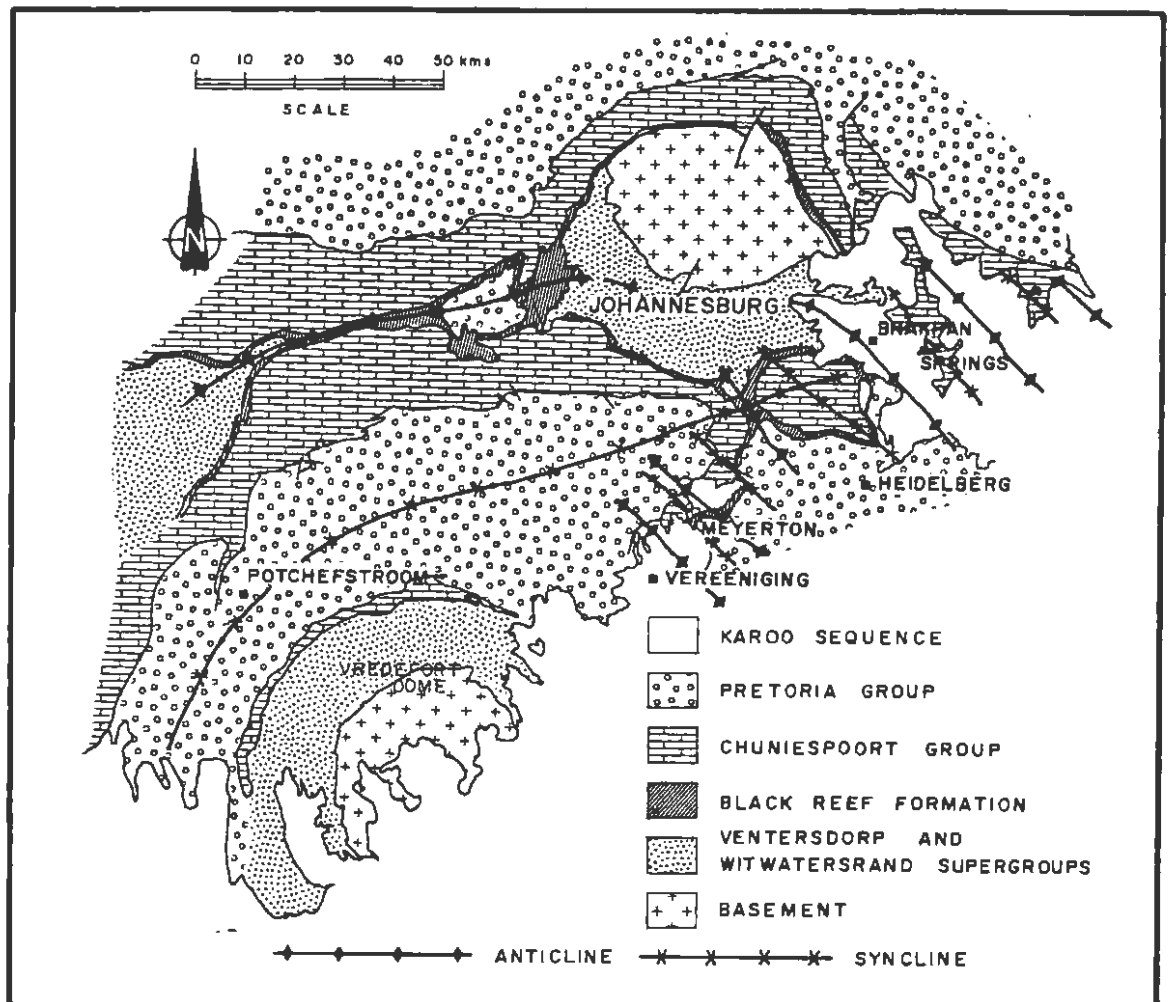 0 10 20 30 40 50 kms
SCALE
N
JOHANNESBURG
BRAKPAN
SPRINGS
HEIDELBERG
MEYERTON
POTCHEFSTROOM
VEREENIGING
VREDEFORT
DOME
KAROO SEQUENCE
PRETORIA GROUP
CHUNIESPOORT GROUP
BLACK REEF FORMATION
VENTERSDORP AND
WITWATERSRAND SUPERGROUPS
BASEMENT
ANTICLINE
SYNCLINE